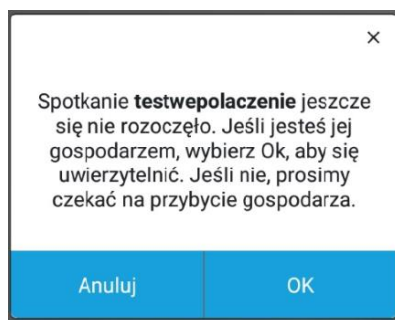 Spotkanie testwepolaczenie jeszcze
się nie rozoczęło. Jeśli jesteś jej
gospodarzem, wybierz Ok, aby się
uwierzytelnić. Jeśli nie, prosimy
czekać na przybycie gospodarza.
Anuluj OK